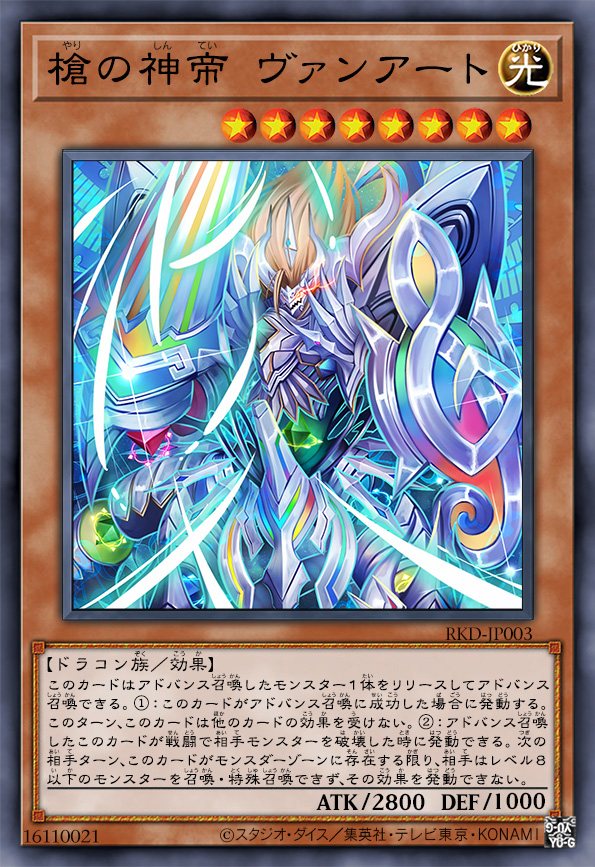 槍の神帝 ヴァンアート 光
RKD-JP003
【ドラゴン族／効果】
このカードはアドバンス召喚したモンスター1体をリリースしてアドバンス
召喚できる。①：このカードがアドバンス召喚に成功した場合に発動する。
このターン、このカードは他のカードの効果を受けない。②：アドバンス召喚
したこのカードが戦闘で相手モンスターを破壊した時に発動できる。次の
相手ターン、このカードがモンスターゾーンに存在する限り、相手はレベル8
以下のモンスターを召喚・特殊召喚できず、その効果を発動できない。
ATK/2800 DEF/1000
16110021 ©スタジオ・ダイス／集英社・テレビ東京・KONAMI